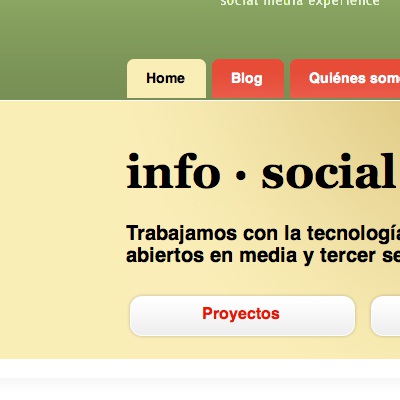 social media experience
Home
Blog
Quiénes som
info · social
Trabajamos con la tecnología
abiertos en media y tercer se
Proyectos